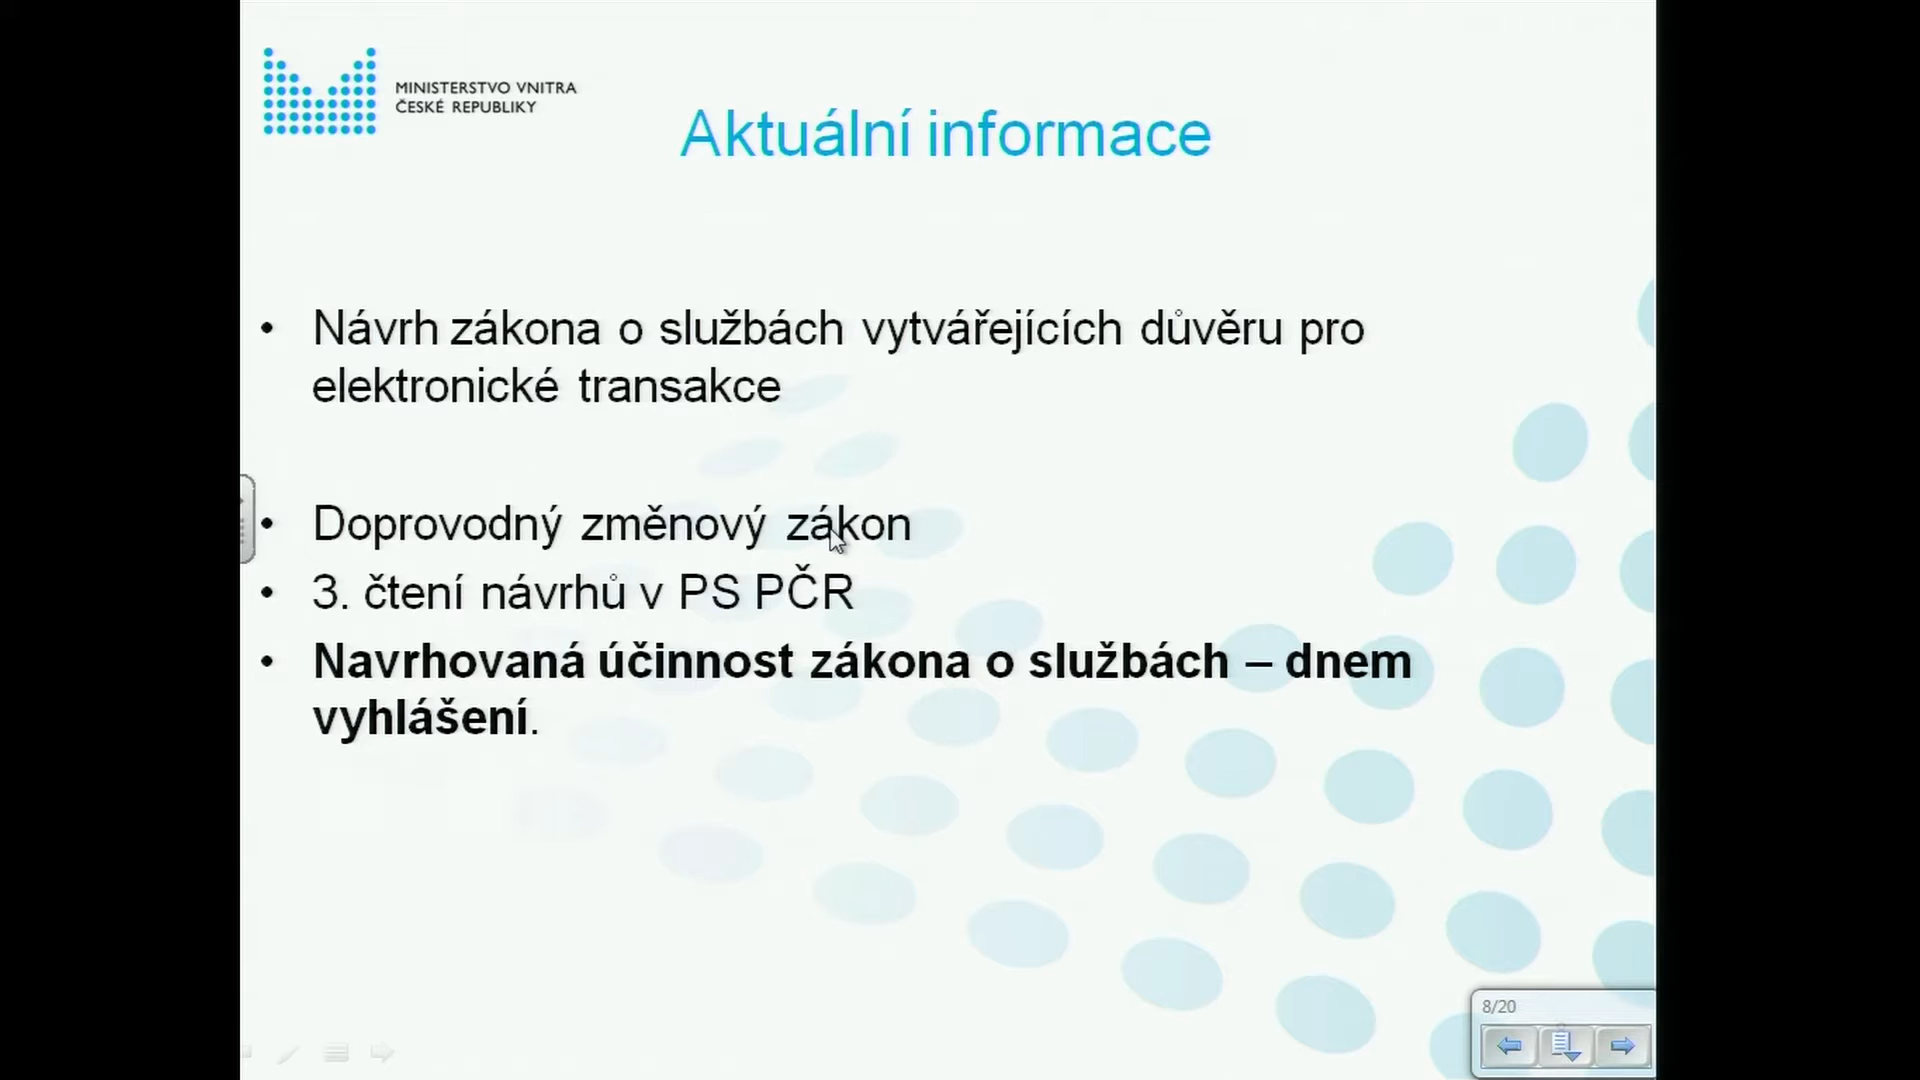 MINISTERSTVO VNITRA
ČESKÉ REPUBLIKY
Aktuální informace
• Návrh zákona o službách vytvářejících důvěru pro
elektronické transakce
• Doprovodný změnový zákon
• 3. čtení návrhů v PS PČR
• Navrhovaná účinnost zákona o službách – dnem
vyhlášení.
8/20